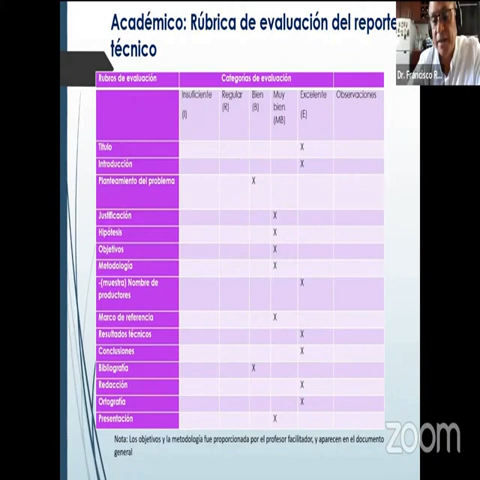 Académico: Rúbrica de evaluación del reporte
técnico
Dr. Francisco R...
Rubros de evaluación Categorías de evaluación
Insuficiente (I) Regular (R) Bien (B) Muy bien (MB) Excelente (E) Observaciones
Título X
Introducción X
Planteamiento del problema X
Justificación X
Hipótesis X
Objetivos X
Metodología X
-(muestra) Nombre de productores X
Marco de referencia X
Resultados técnicos X
Conclusiones X
Bibliografía X
Redacción X
Ortografía X
Presentación X
Nota: Los objetivos y la metodología fue proporcionada por el profesor facilitador, y aparecen en el documento
general
zoom